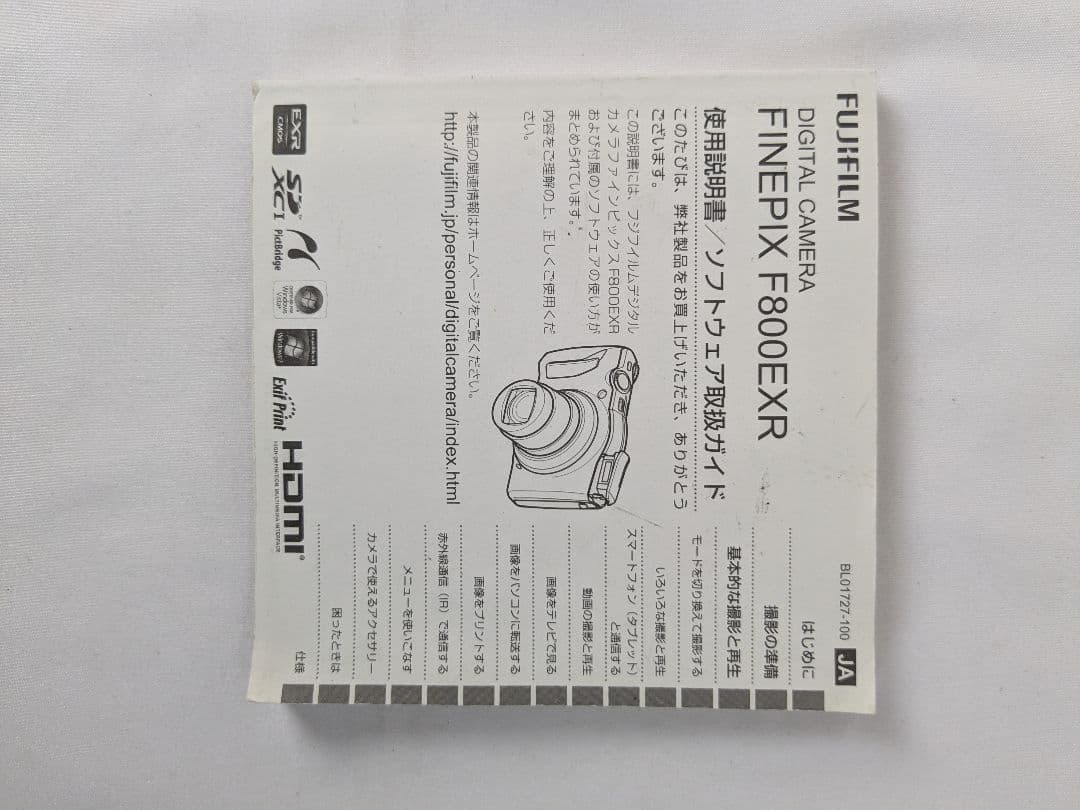 FUJIFILM
BL01727-100 JA
DIGITAL CAMERA
FINEPIX F800EXR
使用説明書／ソフトウェア取扱ガイド
このたびは、弊社製品をお買上げいただき、ありがとう
ございます。
この説明書には、フジフイルムデジタル
カメラファインピックスF800EXR
および付属のソフトウェアの使い方が
まとめられています。
内容をご理解の上、正しくご使用くだ
さい。
本製品の関連情報はホームページをご覧ください。
http://fujifilm.jp/personal/digitalcamera/index.html
はじめに
撮影の準備
基本的な撮影と再生
モードを切り換えて撮影する
いろいろな撮影と再生
スマートフォン（タブレット）
と通信する
動画の撮影と再生
画像をテレビで見る
画像をパソコンに転送する
画像をプリントする
赤外線通信（IR）で通信する
メニューを使いこなす
カメラで使えるアクセサリー
困ったときは
仕様
EXR
CMOS
SD
XC I
PictBridge
Windows
Vista
Windows 7
Exif Print
HDMI
HIGH-DEFINITION MULTIMEDIA INTERFACE